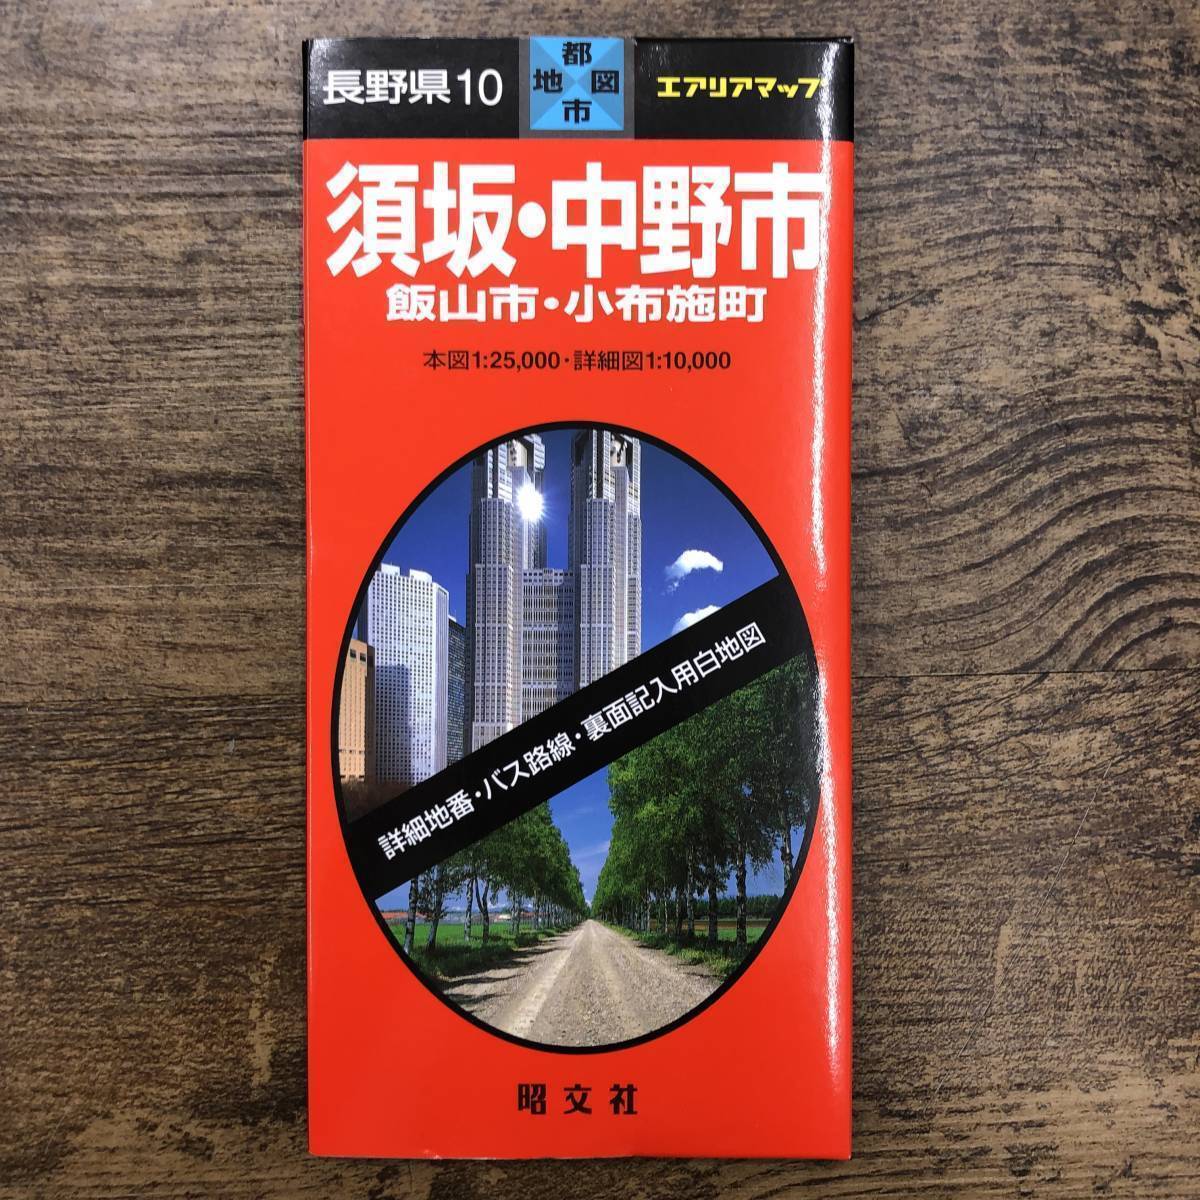 長野県10
都市地図
エアリアマップ
須坂・中野市
飯山市・小布施町
本図1:25,000・詳細図1:10,000
詳細地番・バス路線・裏面記入用白地図
昭文社